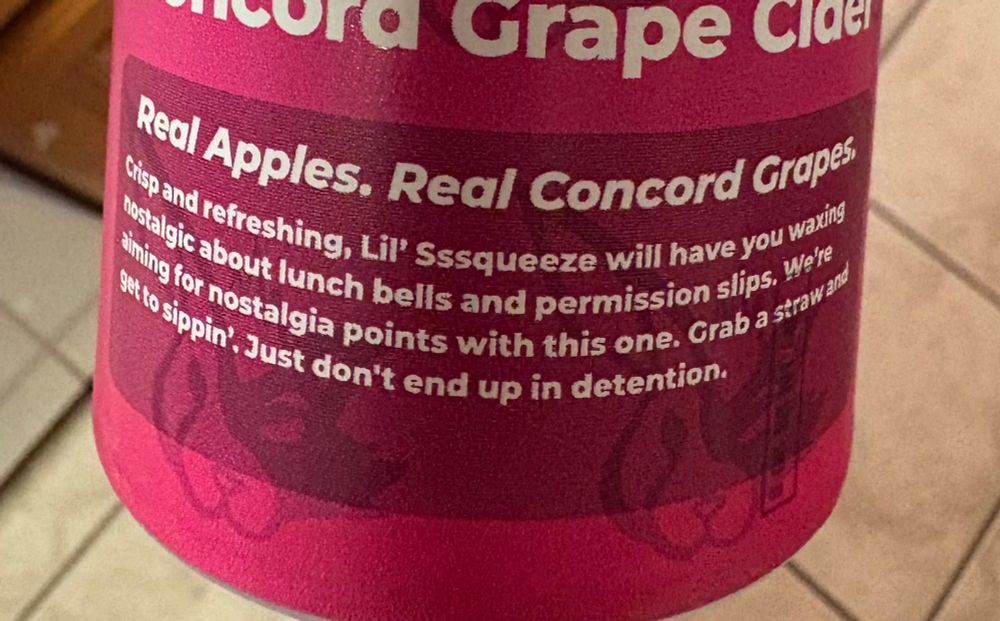 Concord Grape Cider
Real Apples. Real Concord Grapes.
Crisp and refreshing, Lil' Sssqueeze will have you waxing
nostalgic about lunch bells and permission slips. We're
aiming for nostalgia points with this one. Grab a straw and
get to sippin'. Just don't end up in detention.